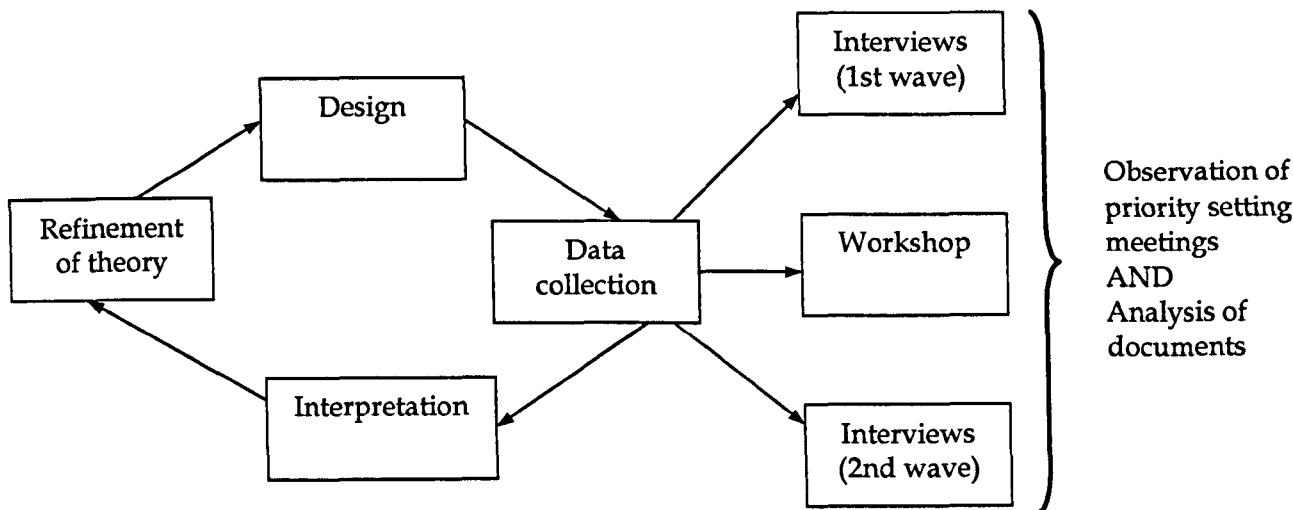 Interviews
(1st wave)
Design
Refinement
of theory
Data
collection
Workshop
Interpretation
Interviews
(2nd wave)
Observation of
priority setting
meetings
AND
Analysis of
documents